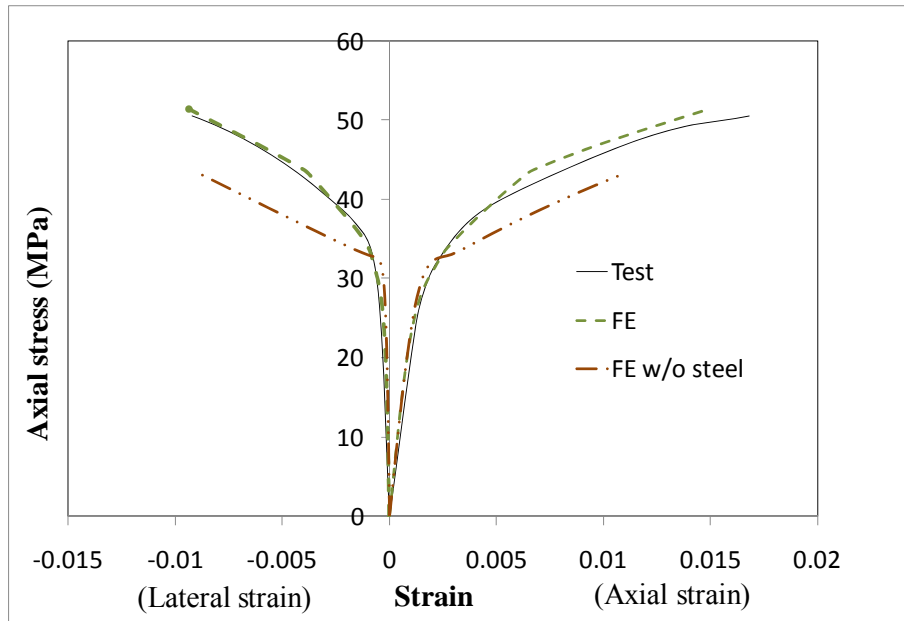 60
50
40
30
20
10
0
Axial stress (MPa)
Test
FE
FE w/o steel
-0.015 -0.01 -0.005 0 0.005 0.01 0.015 0.02
(Lateral strain) Strain (Axial strain)